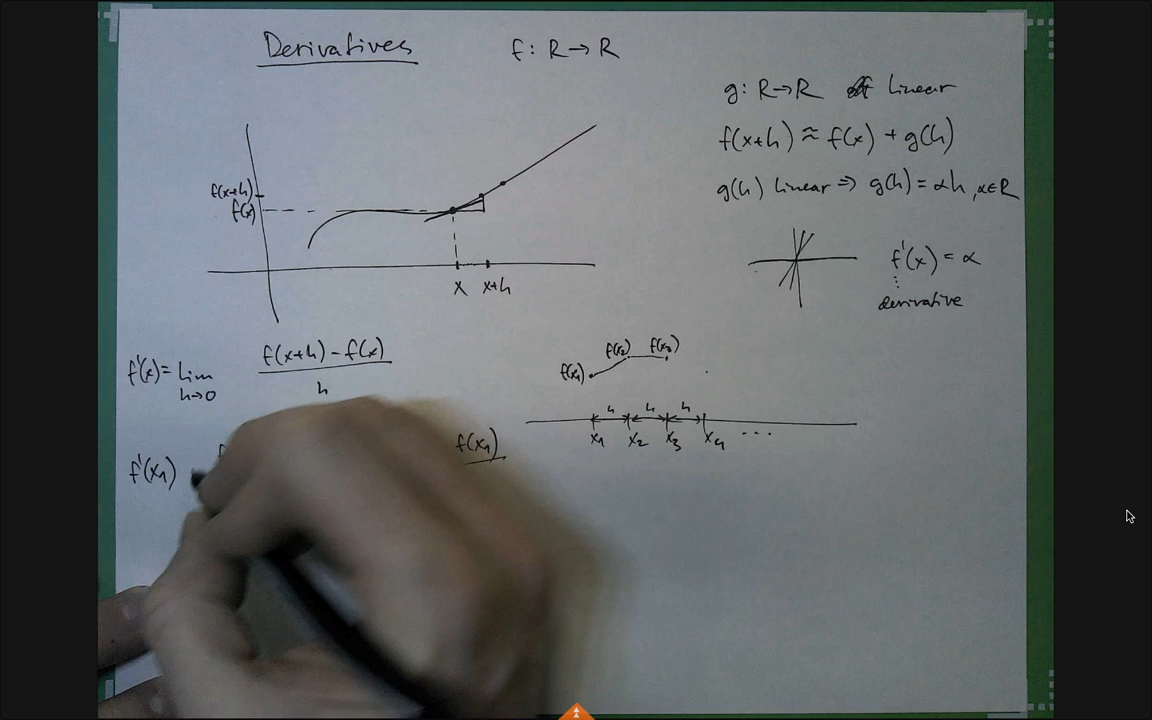 Derivatives
f: R→R
g: R→R linear
f(x+h) ≈ f(x) + g(h)
g(h) linear ⇒ g(h) = αh, α∈R
f(x+h)
f(x)
x x+h
f'(x) = α
derivative
f'(x) = lim h→0 f(x+h) - f(x) / h
f(x₁) f(x₂) f(x₃)
h h h
x₁ x₂ x₃ x₄ ...
f'(x₁) f(x₁)